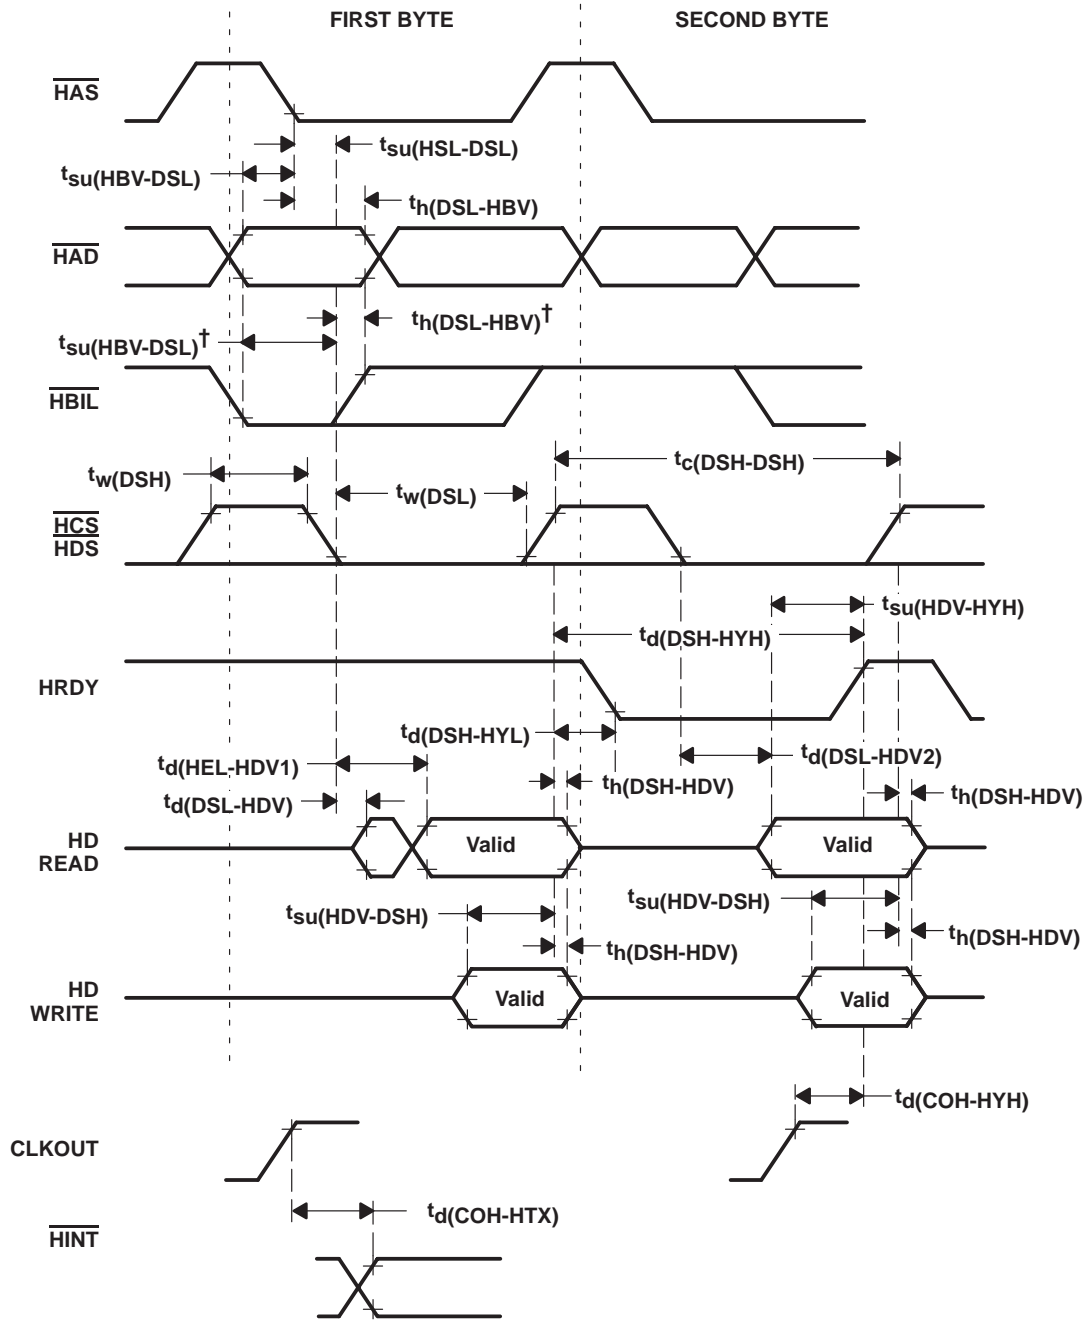 FIRST BYTE SECOND BYTE
HAS
tsu(HSL-DSL)
tsu(HBV-DSL)
th(DSL-HBV)
HAD
th(DSL-HBV)†
tsu(HBV-DSL)†
HBIL
tc(DSH-DSH)
tw(DSH)
tw(DSL)
HCS
HDS
tsu(HDV-HYH)
td(DSH-HYH)
HRDY
td(DSH-HYL)
td(DSL-HDV2)
td(HEL-HDV1)
th(DSH-HDV)
th(DSH-HDV)
td(DSL-HDV)
HD
READ
Valid
Valid
tsu(HDV-DSH)
tsu(HDV-DSH)
th(DSH-HDV)
th(DSH-HDV)
HD
WRITE
Valid
Valid
td(COH-HYH)
CLKOUT
td(COH-HTX)
HINT